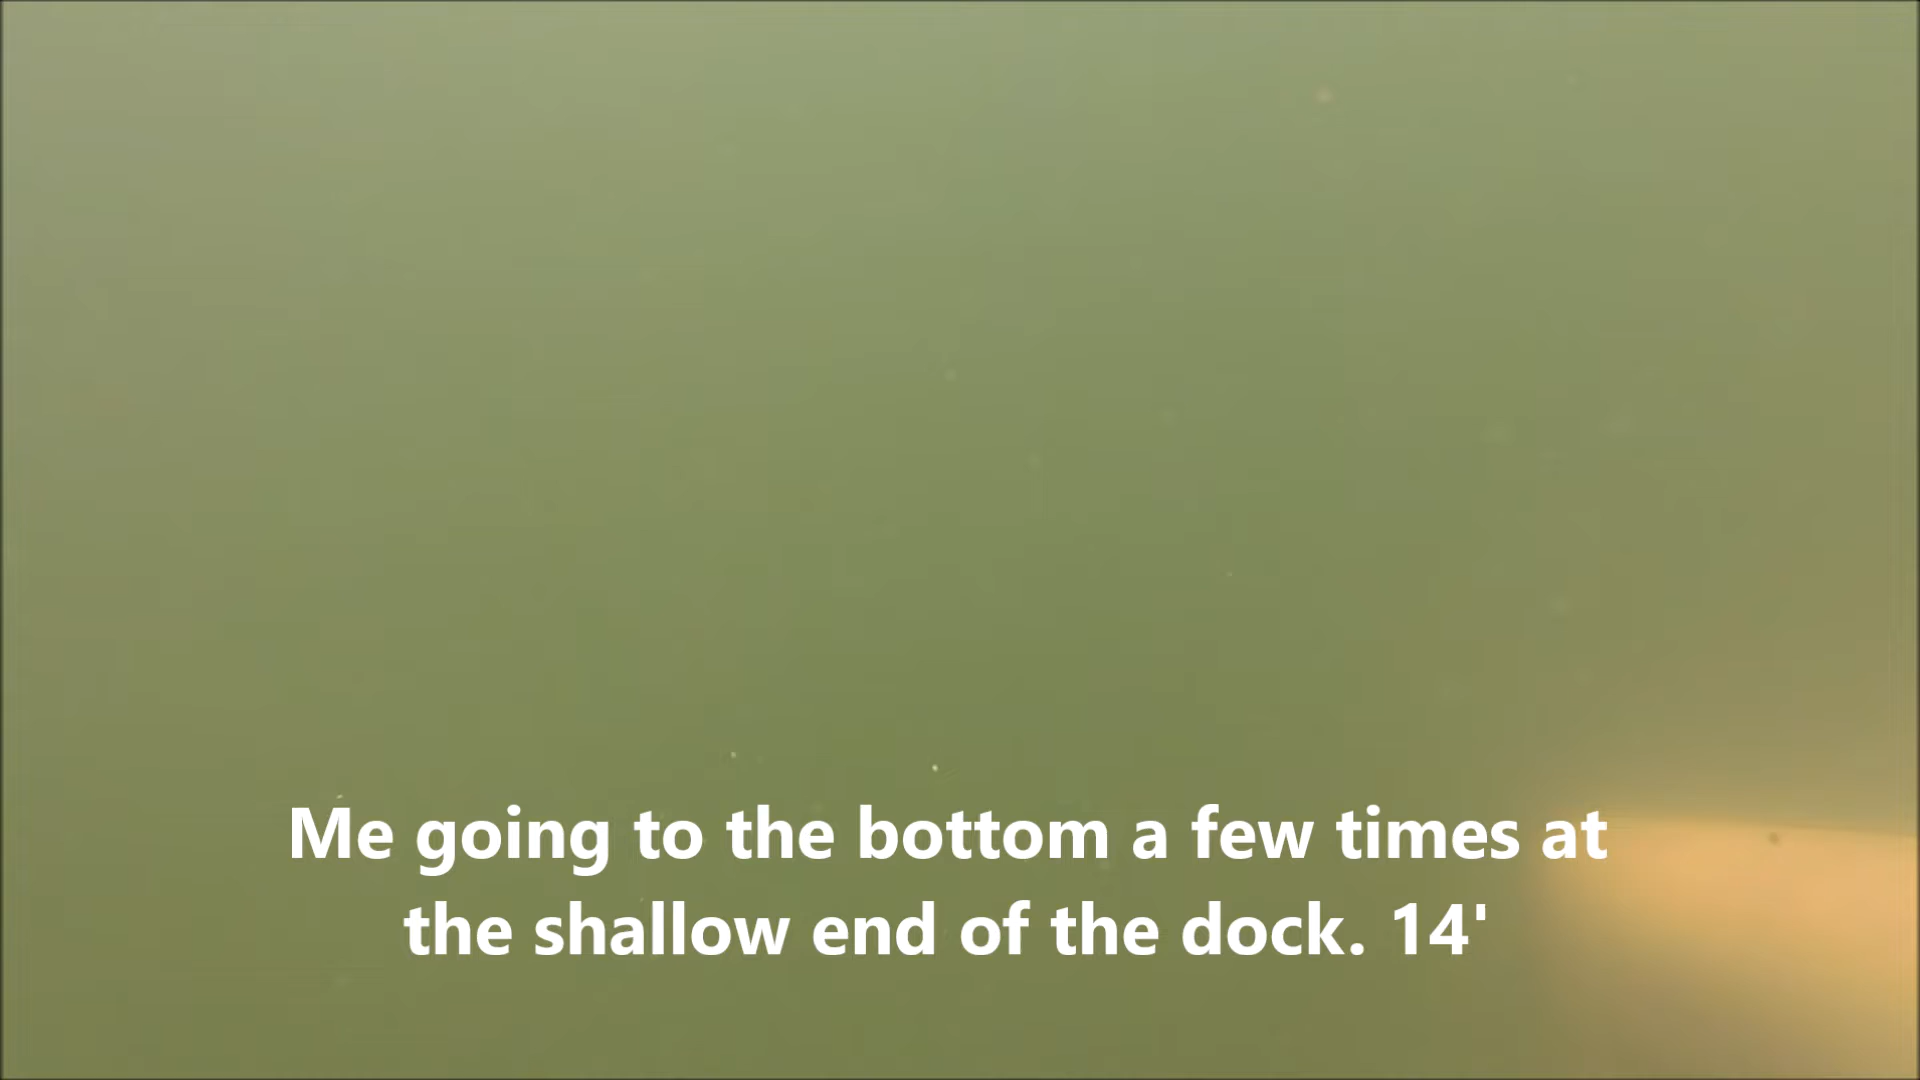 Me going to the bottom a few times at
the shallow end of the dock. 14'